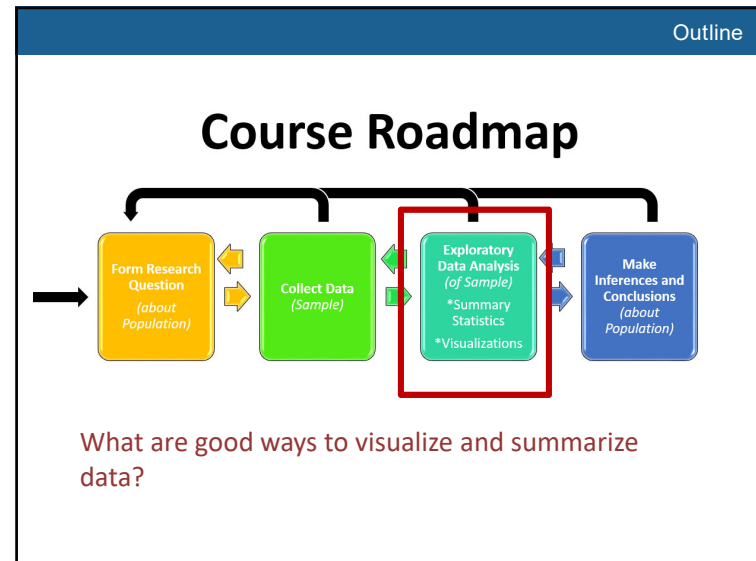 Outline
Course Roadmap
Form Research
Question
(about
Population)
Collect Data
(Sample)
Exploratory
Data Analysis
(of Sample)
*Summary
Statistics
*Visualizations
Make
Inferences and
Conclusions
(about
Population)
What are good ways to visualize and summarize
data?